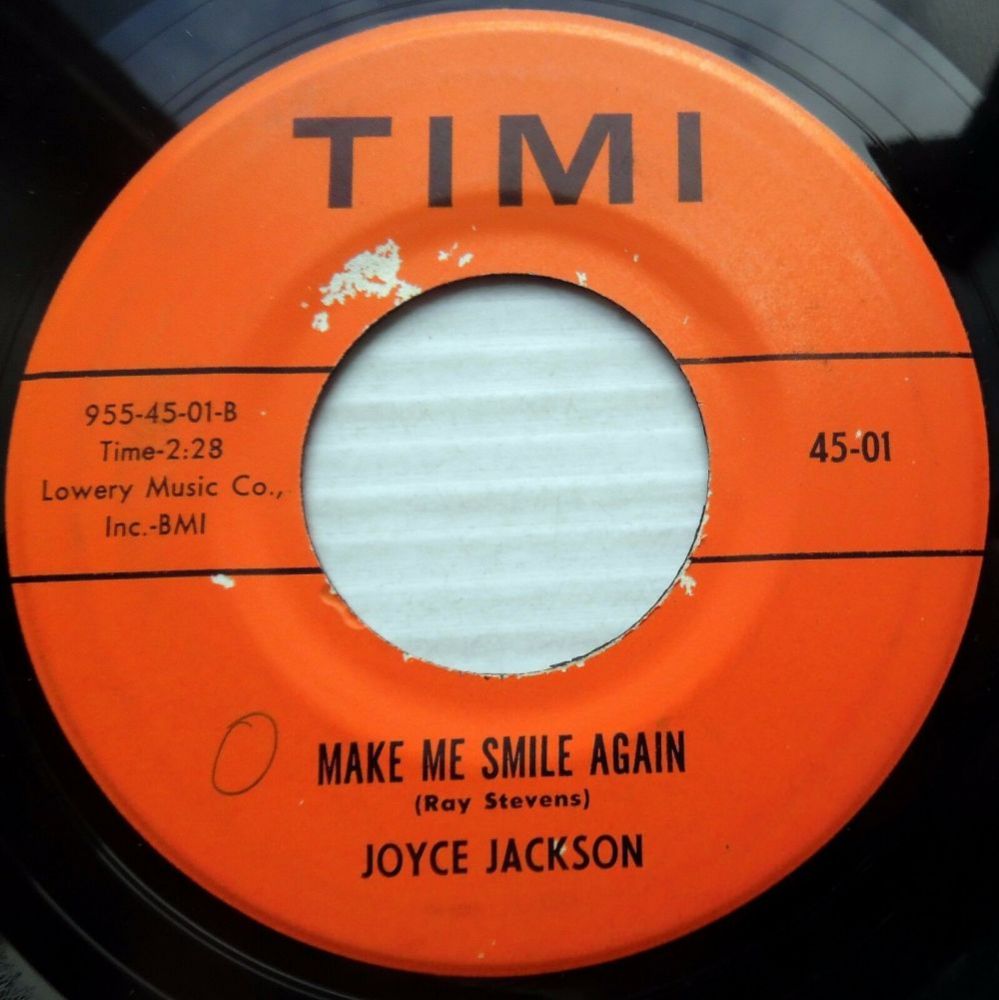 TIMI
955-45-01-B
Time-2:28
Lowery Music Co.,
Inc.-BMI
45-01
MAKE ME SMILE AGAIN
(Ray Stevens)
JOYCE JACKSON